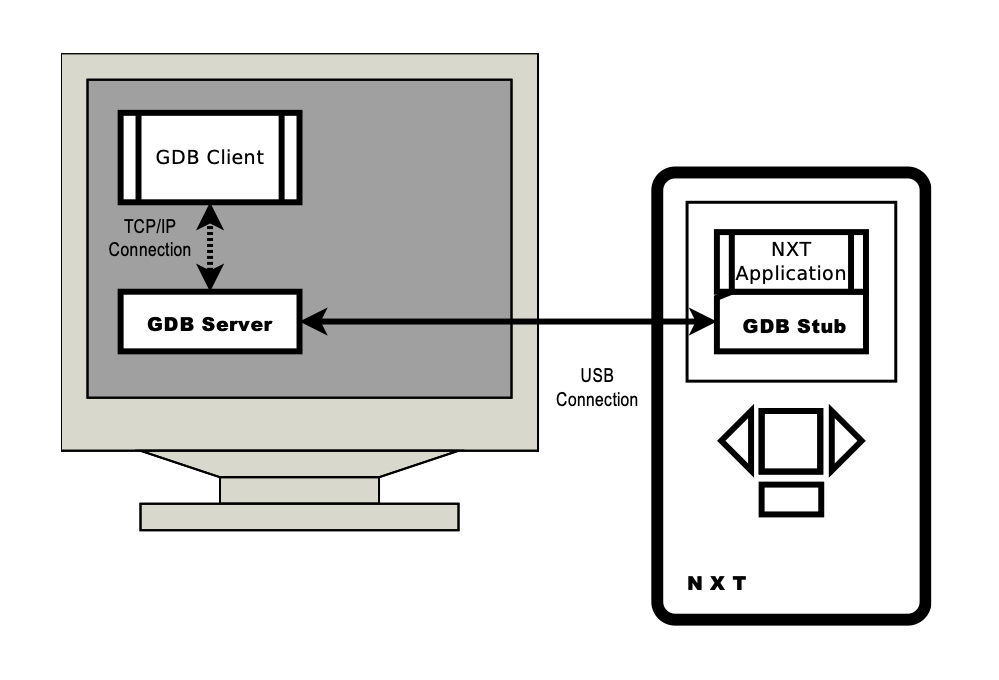 GDB Client
TCP/IP
Connection
GDB Server
NXT
Application
GDB Stub
USB
Connection
N X T